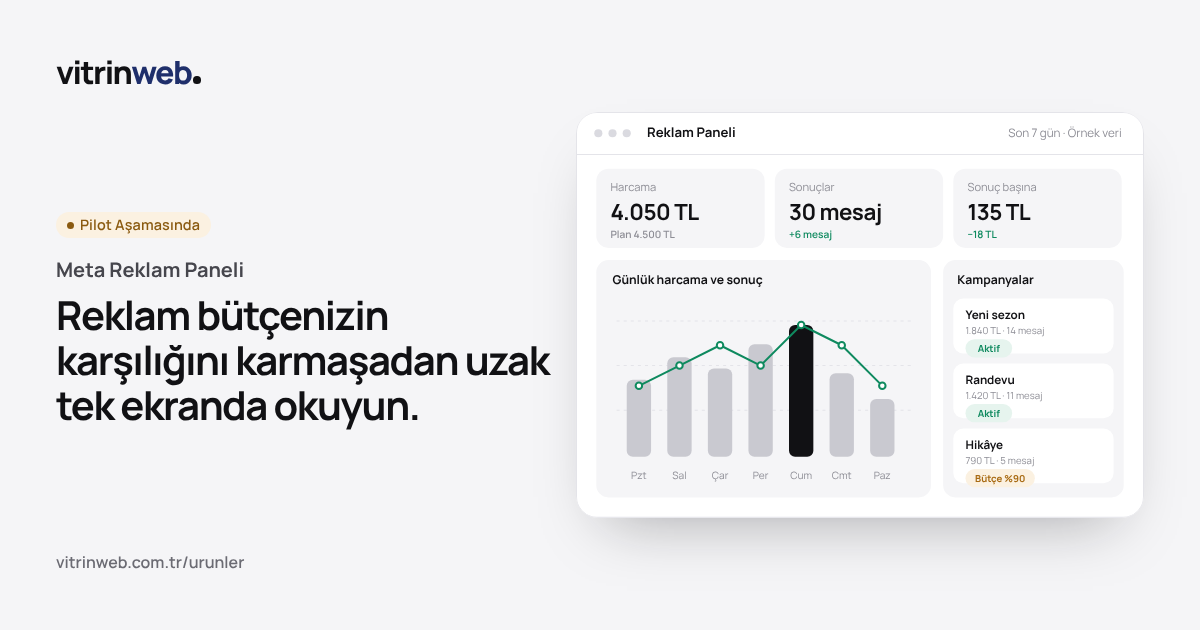 vitrinweb.
Pilot Aşamasında
Meta Reklam Paneli
Reklam bütçenizin
karşılığını karmaşadan uzak
tek ekranda okuyun.
vitrinweb.com.tr/urunler
Reklam Paneli
Son 7 gün · Örnek veri
Harcama
4.050 TL
Plan 4.500 TL
Sonuçlar
30 mesaj
+6 mesaj
Sonuç başına
135 TL
−18 TL
Günlük harcama ve sonuç
Pzt Sal Çar Per Cum Cmt Paz
Kampanyalar
Yeni sezon
1.840 TL · 14 mesaj
Aktif
Randevu
1.420 TL · 11 mesaj
Aktif
Hikâye
790 TL · 5 mesaj
Bütçe %90